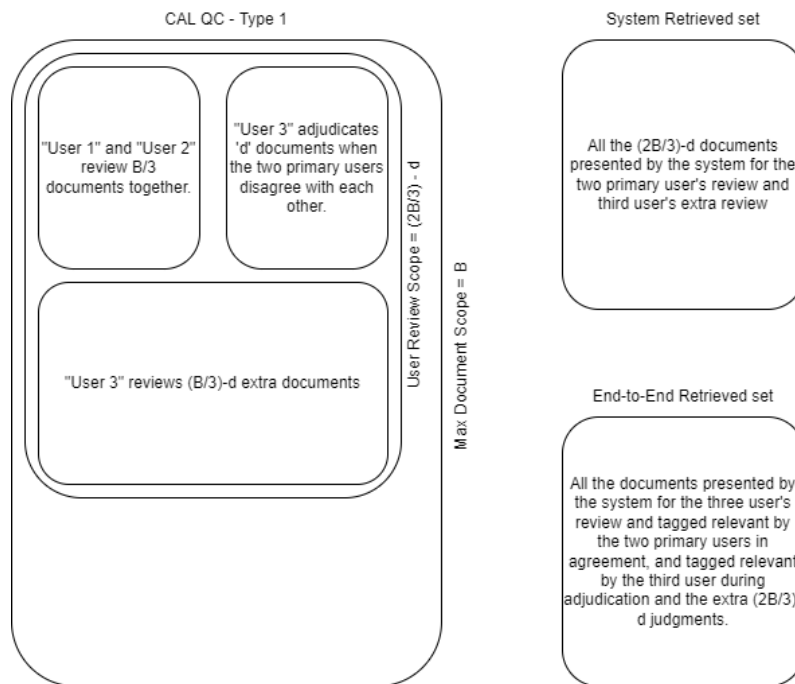 CAL QC - Type 1
"User 1" and "User 2"
review B/3
documents together.
"User 3" adjudicates
'd' documents when
the two primary users
disagree with each
other.
"User 3" reviews (B/3)-d extra documents
User Review Scope = (2B/3) - d
Max Document Scope = B
System Retrieved set
All the (2B/3)-d documents
presented by the system for the
two primary user's review and
third user's extra review
End-to-End Retrieved set
All the documents presented by
the system for the three user's
review and tagged relevant by
the two primary users in
agreement, and tagged relevant
by the third user during
adjudication and the extra (2B/3)
d judgments.